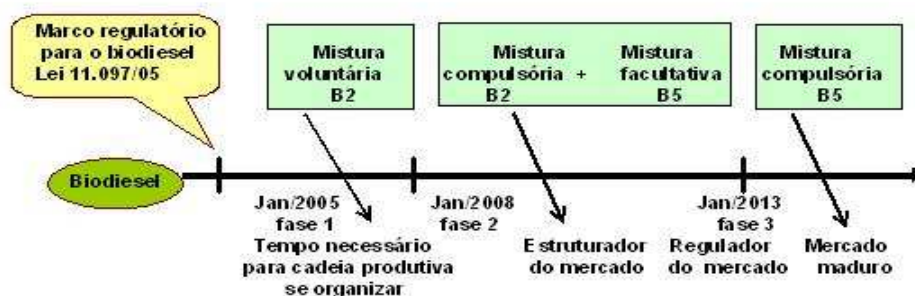 Marco regulatório
para o biodiesel
Lei 11.097/05
Mistura
voluntária
B2
Mistura
compulsória +
B2
Mistura
facultativa
B5
Mistura
compulsória
B5
Biodiesel
Jan/2005
fase 1
Jan/2008
fase 2
Jan/2013
fase 3
Tempo necessário
para cadeia produtiva
se organizar
Estruturador
do mercado
Regulador
do mercado
Mercado
maduro